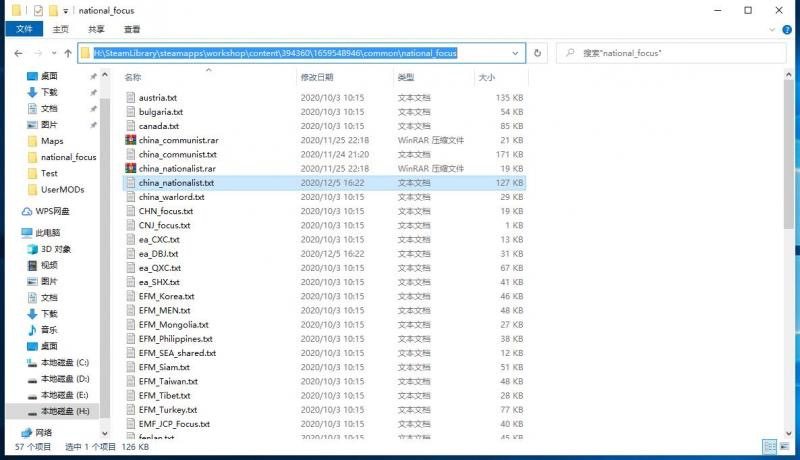 national_focus
文件 主页 共享 查看
H:\SteamLibrary\steamapps\workshop\content\394360\1659548946\common\national_focus
搜索"national_focus"
名称 修改日期 类型 大小
桌面
下载
文档
图片
Maps
national_focus
Test
UserMODs
WPS网盘
此电脑
3D 对象
视频
图片
文档
下载
音乐
桌面
本地磁盘 (C:)
本地磁盘 (D:)
本地磁盘 (E:)
本地磁盘 (H:)
网络
austria.txt 2020/10/3 10:15 文本文档 135 KB
bulgaria.txt 2020/10/3 10:15 文本文档 54 KB
canada.txt 2020/10/3 10:15 文本文档 85 KB
china_communist.rar 2020/11/25 22:18 WinRAR 压缩文件 21 KB
china_communist.txt 2020/11/24 21:20 文本文档 171 KB
china_nationalist.rar 2020/11/25 22:18 WinRAR 压缩文件 19 KB
china_nationalist.txt 2020/12/5 16:22 文本文档 127 KB
china_warlord.txt 2020/10/3 10:15 文本文档 29 KB
CHN_focus.txt 2020/10/3 10:15 文本文档 19 KB
CNJ_focus.txt 2020/10/3 10:15 文本文档 1 KB
ea_CXC.txt 2020/10/3 10:15 文本文档 13 KB
ea_DBJ.txt 2020/12/5 16:22 文本文档 31 KB
ea_QXC.txt 2020/10/3 10:15 文本文档 67 KB
ea_SHX.txt 2020/10/3 10:15 文本文档 41 KB
EFM_Korea.txt 2020/10/3 10:15 文本文档 46 KB
EFM_MEN.txt 2020/10/3 10:15 文本文档 48 KB
EFM_Mongolia.txt 2020/10/3 10:15 文本文档 27 KB
EFM_Philippines.txt 2020/10/3 10:15 文本文档 38 KB
EFM_SEA_shared.txt 2020/10/3 10:15 文本文档 12 KB
EFM_Siam.txt 2020/10/3 10:15 文本文档 51 KB
EFM_Taiwan.txt 2020/10/3 10:15 文本文档 48 KB
EFM_Tibet.txt 2020/10/3 10:15 文本文档 28 KB
EFM_Turkey.txt 2020/10/3 10:15 文本文档 77 KB
EMF_JCP_Focus.txt 2020/10/3 10:15 文本文档 40 KB
fenlan.txt 2020/10/3 10:15 文本文档 45 KB
57 个项目 选中 1 个项目 126 KB